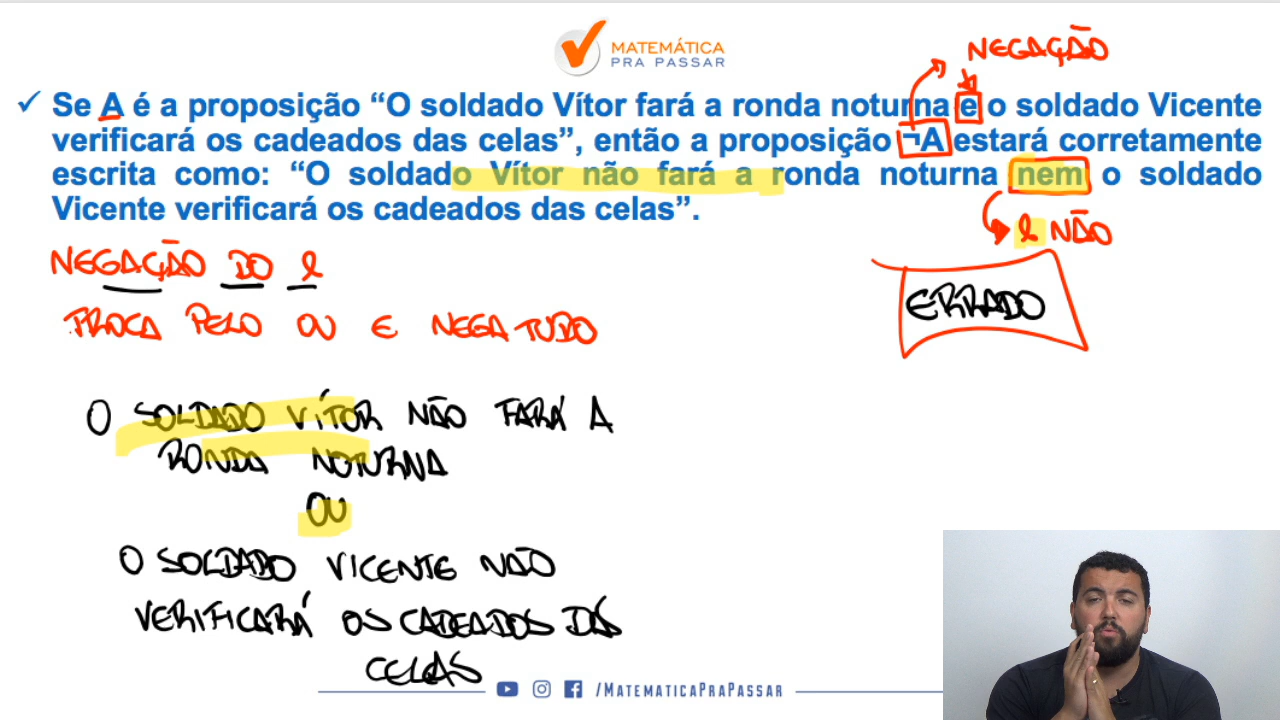 MATEMÁTICA
PRA PASSAR
NEGAÇÃO
✓ Se A é a proposição “O soldado Vítor fará a ronda noturna e o soldado Vicente
verificará os cadeados das celas”, então a proposição ¬A estará corretamente
escrita como: “O soldado Vítor não fará a ronda noturna nem o soldado
Vicente verificará os cadeados das celas”.
e NÃO
NEGAÇÃO DO e
ERRADO
TROCA PELO OU E NEGA TUDO
O SOLDADO VÍTOR NÃO FARÁ A
RONDA NOTURNA
OU
O SOLDADO VICENTE NÃO
VERIFICARÁ OS CADEADOS DAS
CELAS
/MATEMATICAPRAPASSAR